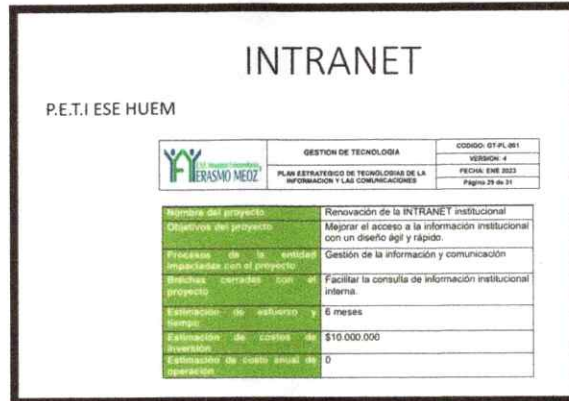 INTRANET
P.E.T.I ESE HUEM
E.S.E. Hospital Universitario
ERASMO MEOZ
GESTION DE TECNOLOGIA
PLAN ESTRATEGICO DE TECNOLOGIAS DE LA
INFORMACION Y LAS COMUNICACIONES
CODIGO: GT-PL-001
VERSION: 4
FECHA: ENE 2023
Página 29 de 31
Nombre del proyecto
Renovación de la INTRANET institucional
Objetivos del proyecto
Mejorar el acceso a la información institucional
con un diseño ágil y rápido.
Procesos de la entidad
impactadas con el proyecto
Gestión de la información y comunicación
Brechas cerradas con el
proyecto
Facilitar la consulta de información institucional
interna.
Estimación de esfuerzo y
tiempo
6 meses
Estimación de costos de
inversión
$10.000.000
Estimación de costo anual de
operación
0